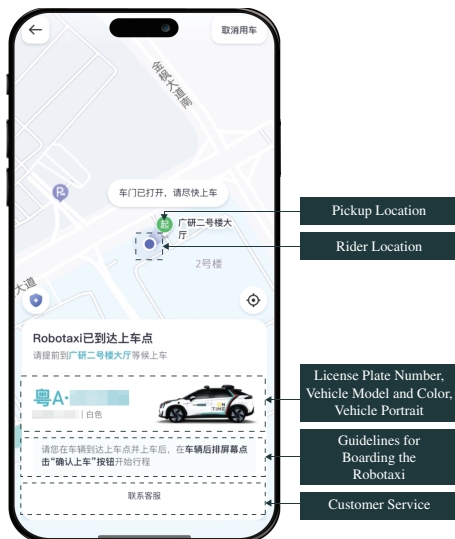 取消用车
金枫大道南
车门已打开，请尽快上车
起
广研二号楼大
厅
2号楼
大道
Robotaxi已到达上车点
请提前到广研二号楼大厅等候上车
粤A·
| 白色
请您在车辆到达上车点并上车后，在车辆后排屏幕点
击“确认上车”按钮开始行程
联系客服
Pickup Location
Rider Location
License Plate Number,
Vehicle Model and Color,
Vehicle Portrait
Guidelines for
Boarding the
Robotaxi
Customer Service